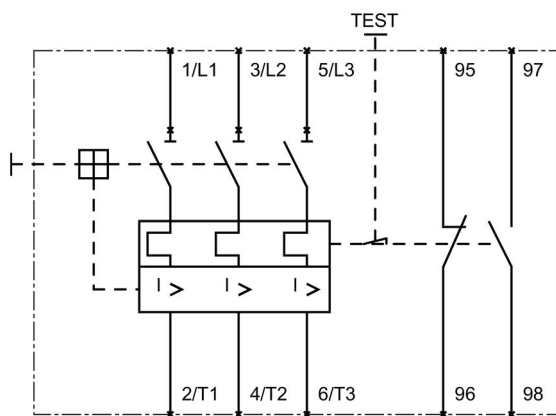 TEST
1/L1 3/L2 5/L3 95 97
I > I > I >
2/T1 4/T2 6/T3 96 98